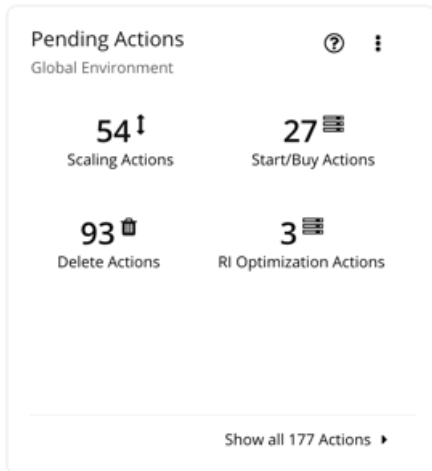 Pending Actions
Global Environment
54
Scaling Actions
27
Start/Buy Actions
93
Delete Actions
3
RI Optimization Actions
Show all 177 Actions